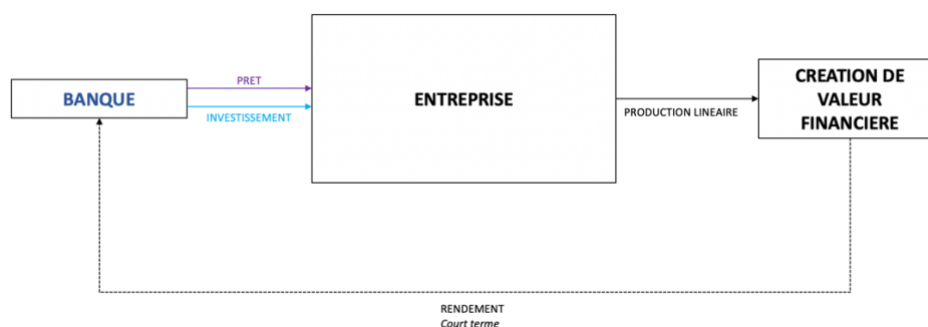 PRET
BANQUE
INVESTISSEMENT
ENTREPRISE
PRODUCTION LINEAIRE
CREATION DE
VALEUR
FINANCIERE
RENDEMENT
Court terme